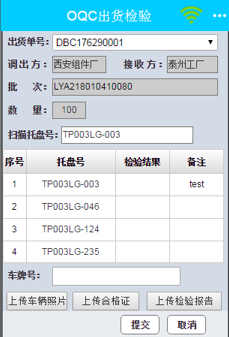 OQC出货检验
出货单号: DBC176290001
调出方: 西安组件厂 接收方: 泰州工厂
批 次: LYA218010410080
数 量: 100
扫描托盘号: TP003LG-003
序号 托盘号 检验结果 备注
1 TP003LG-003 test
2 TP003LG-046
3 TP003LG-124
4 TP003LG-235
车牌号:
上传车辆照片 上传合格证 上传检验报告
提交 取消